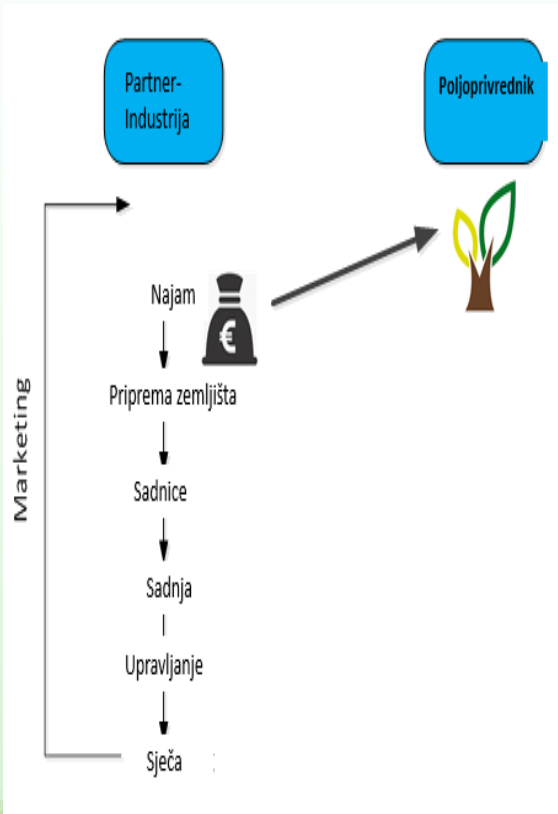 Partner-
Industrija
Poljoprivrednik
Najam
€
Priprema zemljišta
Sadnice
Sadnja
Upravljanje
Sječa
Marketing